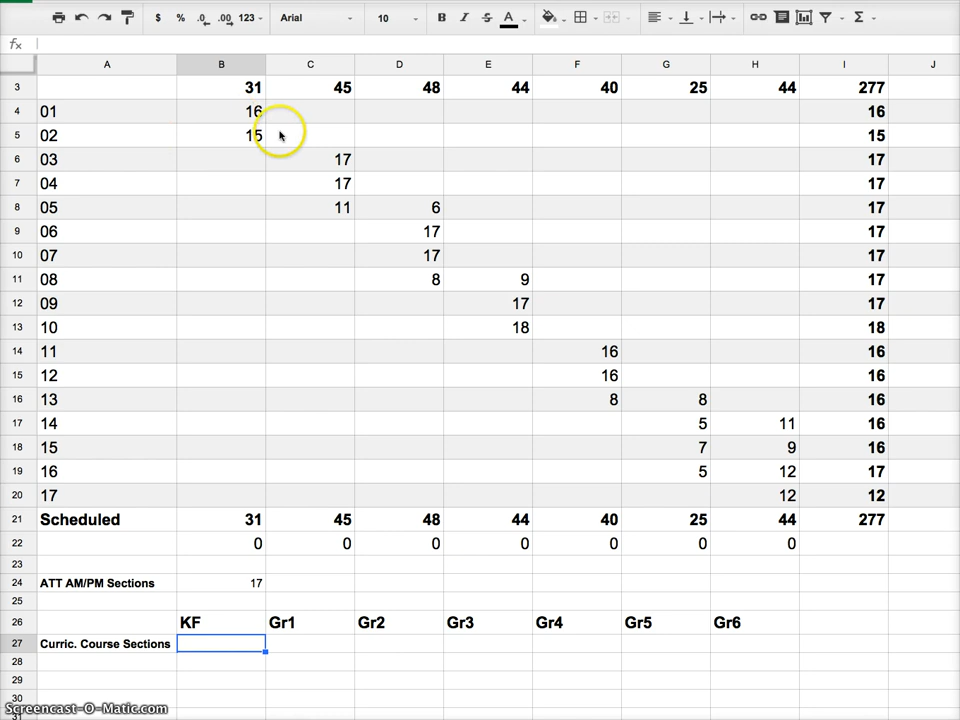 $ % .0 .00 123 Arial 10 B I S A Σ
fx
A B C D E F G H I J
3 31 45 48 44 40 25 44 277
4 01 16 16
5 02 15 15
6 03 17 17
7 04 17 17
8 05 11 6 17
9 06 17 17
10 07 17 17
11 08 8 9 17
12 09 17 17
13 10 18 18
14 11 16 16
15 12 16 16
16 13 8 8 16
17 14 5 11 16
18 15 7 9 16
19 16 5 12 17
20 17 12 12
21 Scheduled 31 45 48 44 40 25 44 277
22 0 0 0 0 0 0 0
23
24 ATT AM/PM Sections 17
25
26 KF Gr1 Gr2 Gr3 Gr4 Gr5 Gr6
27 Curric. Course Sections
28
29
30
31
Screencast-O-Matic.com